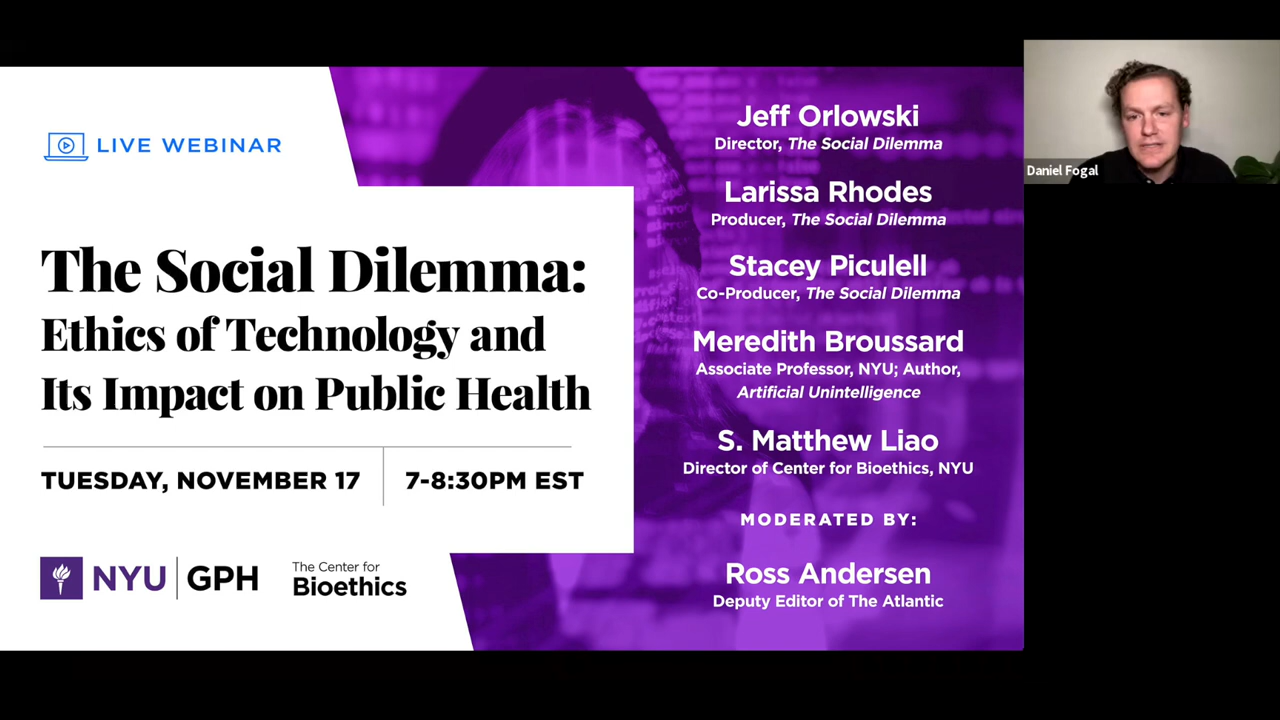 LIVE WEBINAR
The Social Dilemma:
Ethics of Technology and
Its Impact on Public Health
TUESDAY, NOVEMBER 17
7-8:30PM EST
NYU
GPH
The Center for
Bioethics
Jeff Orlowski
Director, The Social Dilemma
Larissa Rhodes
Producer, The Social Dilemma
Stacey Piculell
Co-Producer, The Social Dilemma
Meredith Broussard
Associate Professor, NYU; Author,
Artificial Unintelligence
S. Matthew Liao
Director of Center for Bioethics, NYU
MODERATED BY:
Ross Andersen
Deputy Editor of The Atlantic
Daniel Fogal